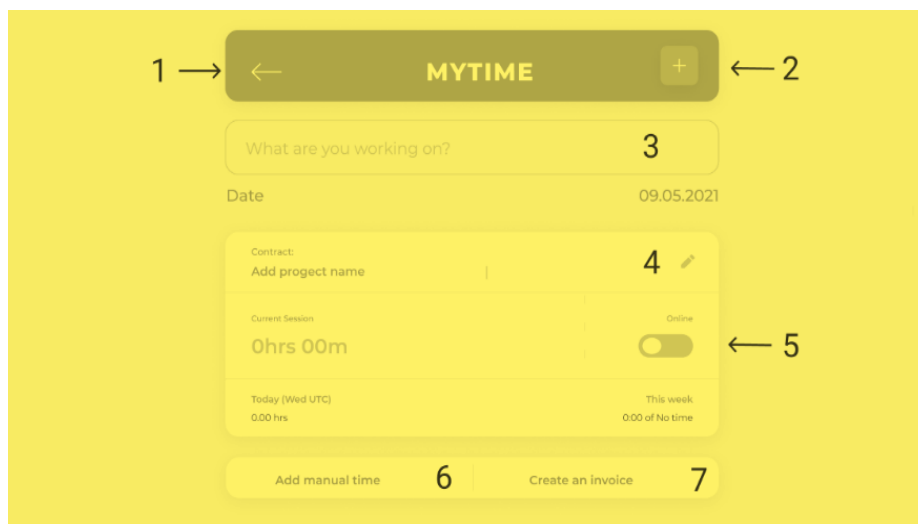 1 → ← MYTIME + ← 2
What are you working on? 3
Date 09.05.2021
Contract:
Add progect name 4
Current Session Online
0hrs 00m ← 5
Today (Wed UTC) This week
0.00 hrs 0:00 of No time
Add manual time 6 Create an invoice 7